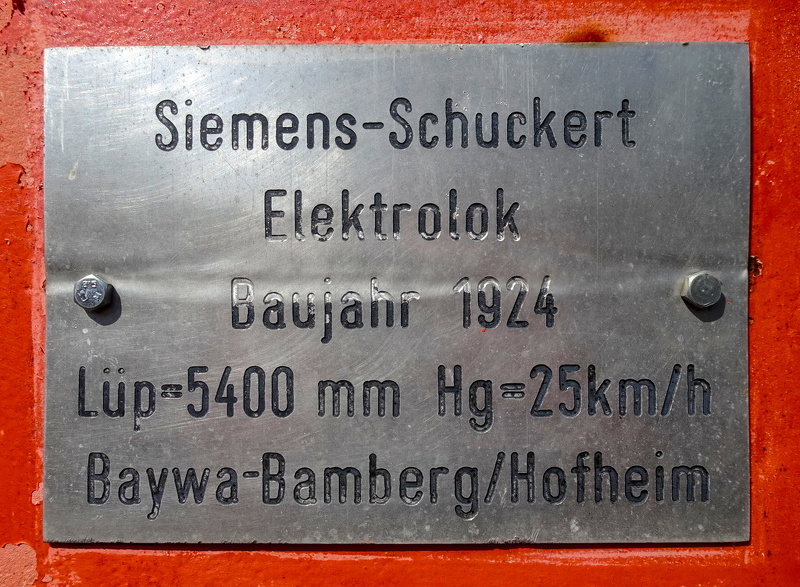 Siemens-Schuckert
Elektrolok
Baujahr 1924
Lüp=5400 mm Hg=25km/h
Baywa-Bamberg/Hofheim